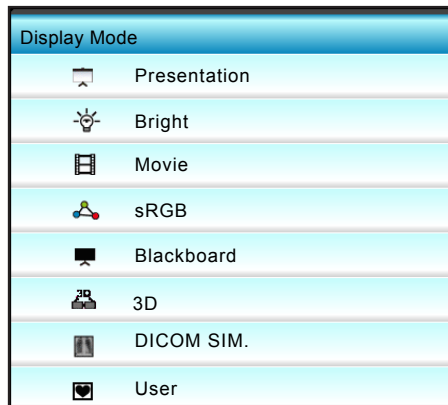 Display Mode
Presentation
Bright
Movie
sRGB
Blackboard
3D
DICOM SIM.
User